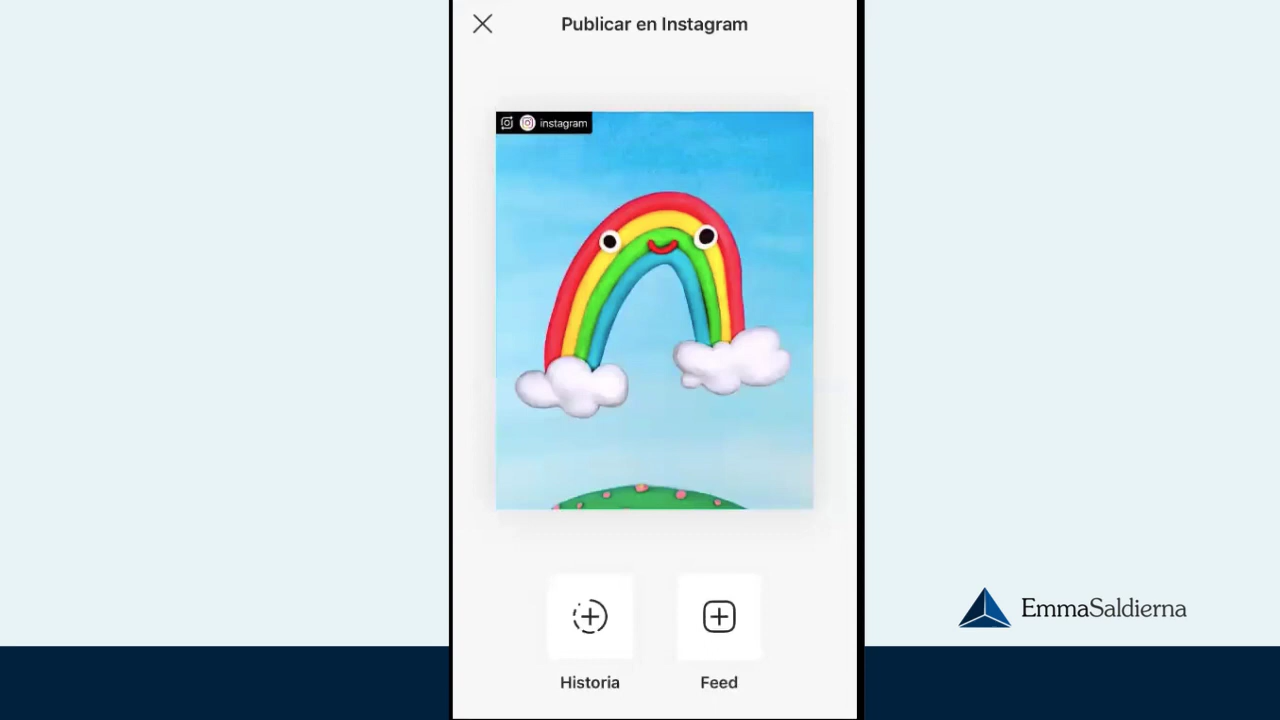 Publicar en Instagram
instagram
Historia
Feed
EmmaSaldierna